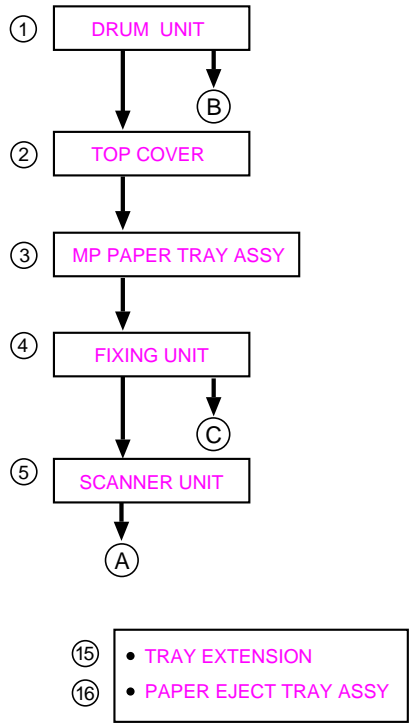 ① DRUM UNIT
B
② TOP COVER
③ MP PAPER TRAY ASSY
④ FIXING UNIT
C
⑤ SCANNER UNIT
A
⑮ • TRAY EXTENSION
⑯ • PAPER EJECT TRAY ASSY